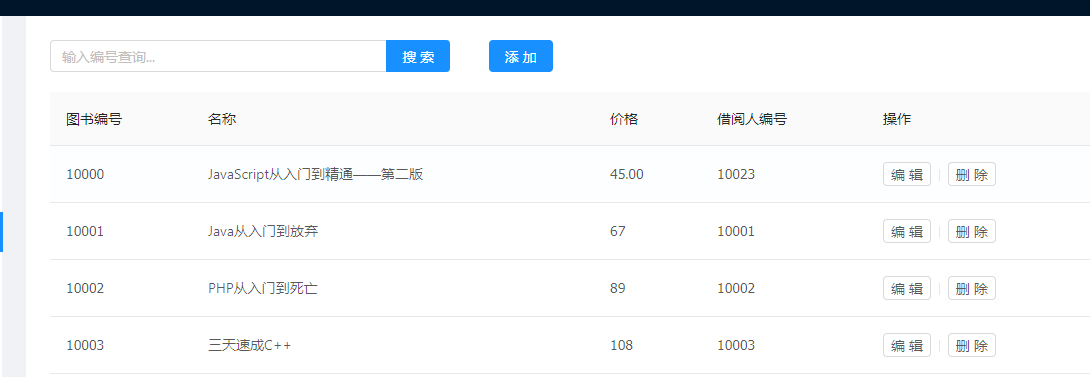 输入编号查询... 搜 索 添 加
图书编号 名称 价格 借阅人编号 操作
10000 JavaScript从入门到精通——第二版 45.00 10023 编 辑 删 除
10001 Java从入门到放弃 67 10001 编 辑 删 除
10002 PHP从入门到死亡 89 10002 编 辑 删 除
10003 三天速成C++ 108 10003 编 辑 删 除